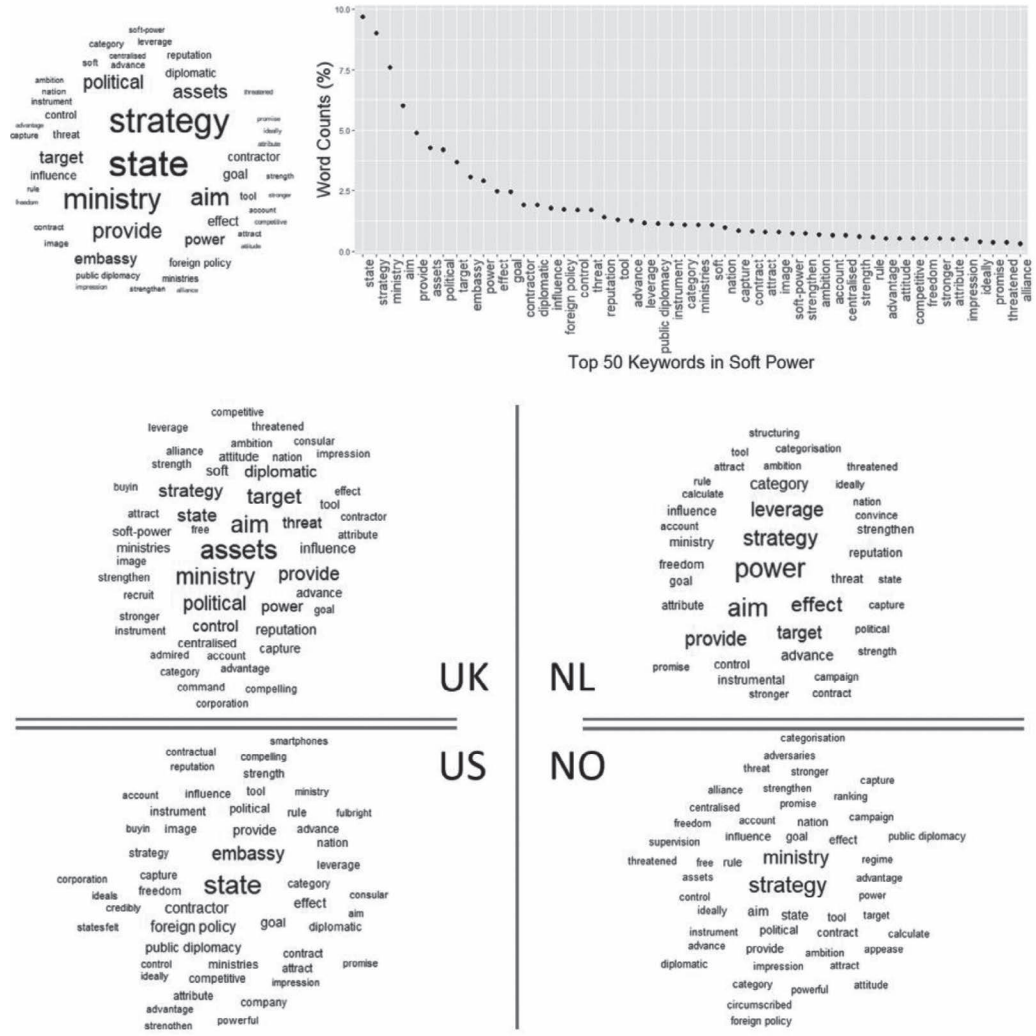 soft-power
category leverage
centralised reputation
soft advance
political diplomatic
ambition
nation assets threatened
instrument
control strategy promise
advantage ideally
capture threat
attribute
target state contractor
influence goal strength
rule ministry aim tool stronger
freedom account
effect competitive
contract provide attract
image power attitude
embassy foreign policy
public diplomacy ministries
impression strengthen alliance
Word Counts (%)
10.0
7.5
5.0
2.5
0.0
state
strategy
ministry
aim
provide
assets
political
target
embassy
power
effect
goal
contractor
diplomatic
influence
foreign policy
control
threat
reputation
tool
advance
leverage
public diplomacy
instrument
category
ministries
soft
nation
capture
contract
attract
image
soft-power
strengthen
ambition
account
centralised
strength
rule
advantage
attitude
competitive
freedom
stronger
attribute
impression
ideally
promise
threatened
alliance
Top 50 Keywords in Soft Power
competitive
leverage threatened
ambition consular
alliance attitude nation impression
strength soft diplomatic
buyin strategy target effect
tool
attract state aim threat contractor
soft-power free attribute
ministries assets influence
image
strengthen ministry provide
recruit advance
political power goal
stronger
instrument control reputation
centralised capture
admired account
category advantage
command compelling
corporation
UK
structuring
tool categorisation
attract ambition threatened
rule category ideally
calculate
influence leverage nation
convince
account strategy strengthen
ministry
reputation
freedom power
goal threat state
attribute aim effect capture
provide target political
advance strength
promise control
instrumental campaign
stronger contract
NL
smartphones
contractual compelling
reputation strength
account influence tool ministry
instrument political rule fulbright
buyin image provide advance
nation
strategy embassy
leverage
capture
corporation state category
ideals freedom consular
credibly contractor effect
aim
statesfelt foreign policy goal diplomatic
public diplomacy contract
control ministries attract promise
ideally competitive impression
attribute company
advantage
strengthen powerful
US
categorisation
adversaries
threat stronger
capture
alliance strengthen ranking
centralised promise
freedom account nation campaign
supervision influence goal effect public diplomacy
threatened free rule ministry regime
assets strategy advantage
control power
ideally aim state tool target
instrument political contract calculate
advance provide ambition appease
diplomatic impression attract
category powerful attitude
circumscribed
foreign policy
NO